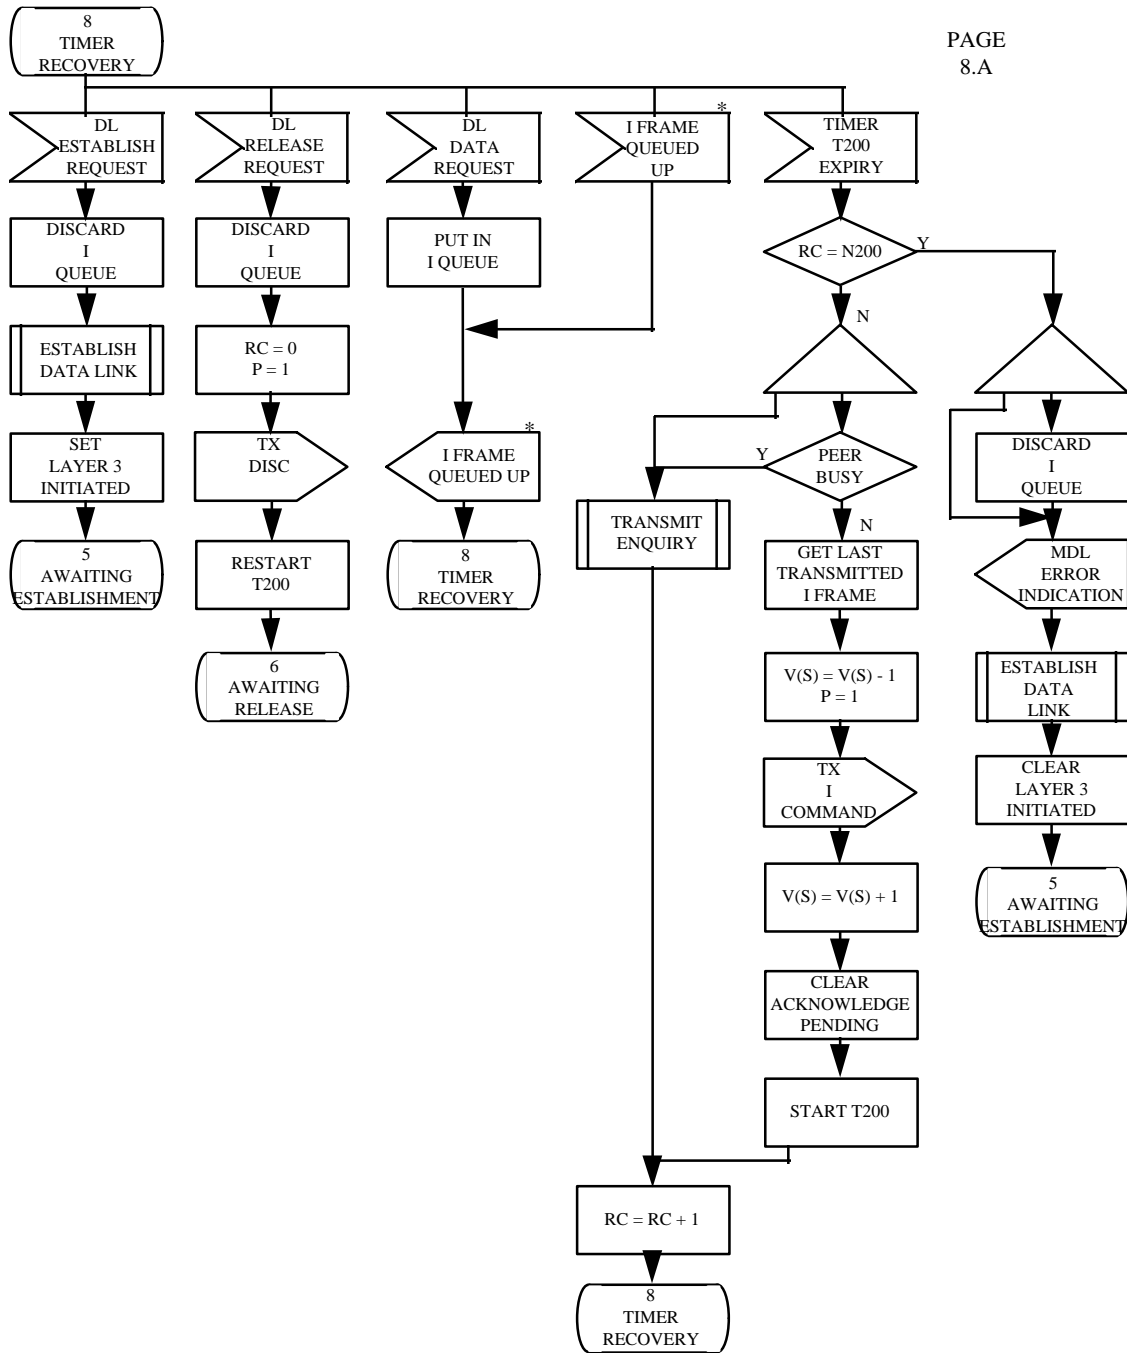 8
TIMER
RECOVERY
PAGE
8.A
DL
ESTABLISH
REQUEST
DISCARD
I
QUEUE
ESTABLISH
DATA LINK
SET
LAYER 3
INITIATED
5
AWAITING
ESTABLISHMENT
DL
RELEASE
REQUEST
DISCARD
I
QUEUE
RC = 0
P = 1
TX
DISC
RESTART
T200
6
AWAITING
RELEASE
DL
DATA
REQUEST
PUT IN
I QUEUE
*
I FRAME
QUEUED UP
8
TIMER
RECOVERY
*
I FRAME
QUEUED
UP
TIMER
T200
EXPIRY
RC = N200
Y
N
PEER
BUSY
Y
N
TRANSMIT
ENQUIRY
GET LAST
TRANSMITTED
I FRAME
V(S) = V(S) - 1
P = 1
TX
I
COMMAND
V(S) = V(S) + 1
CLEAR
ACKNOWLEDGE
PENDING
START T200
RC = RC + 1
8
TIMER
RECOVERY
DISCARD
I
QUEUE
MDL
ERROR
INDICATION
ESTABLISH
DATA
LINK
CLEAR
LAYER 3
INITIATED
5
AWAITING
ESTABLISHMENT